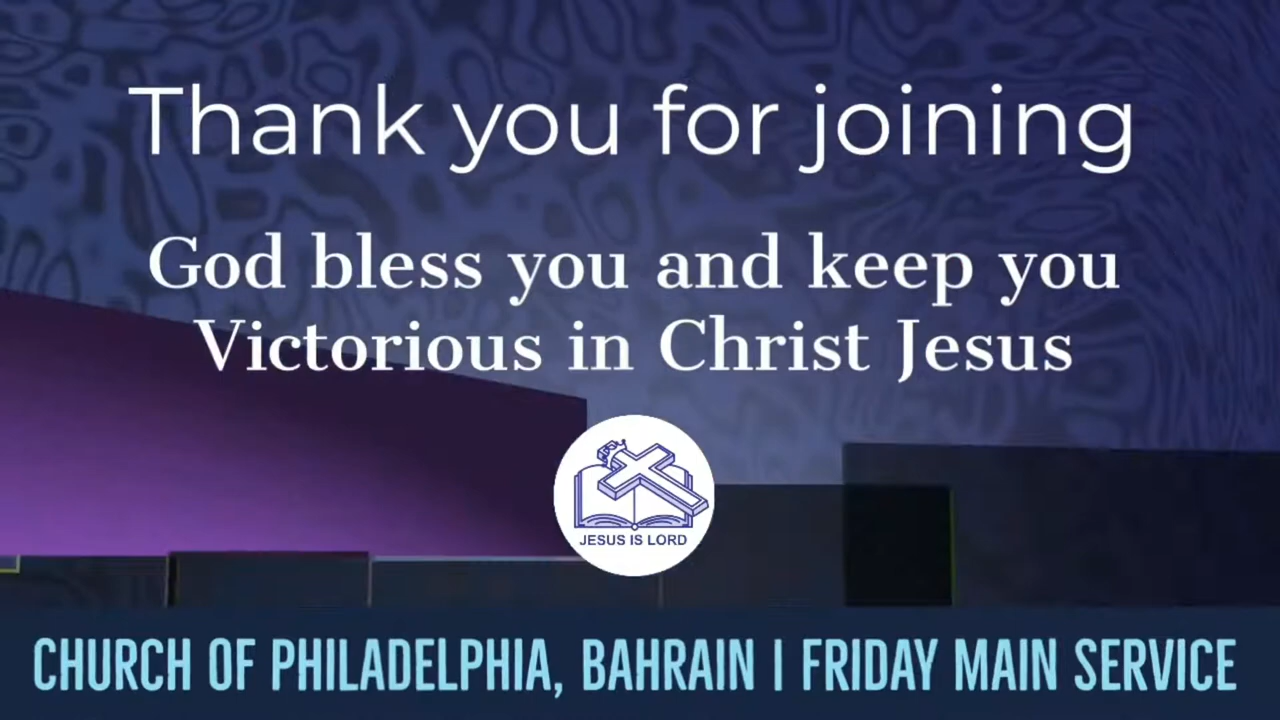 Thank you for joining
God bless you and keep you
Victorious in Christ Jesus
JESUS IS LORD
CHURCH OF PHILADELPHIA, BAHRAIN | FRIDAY MAIN SERVICE